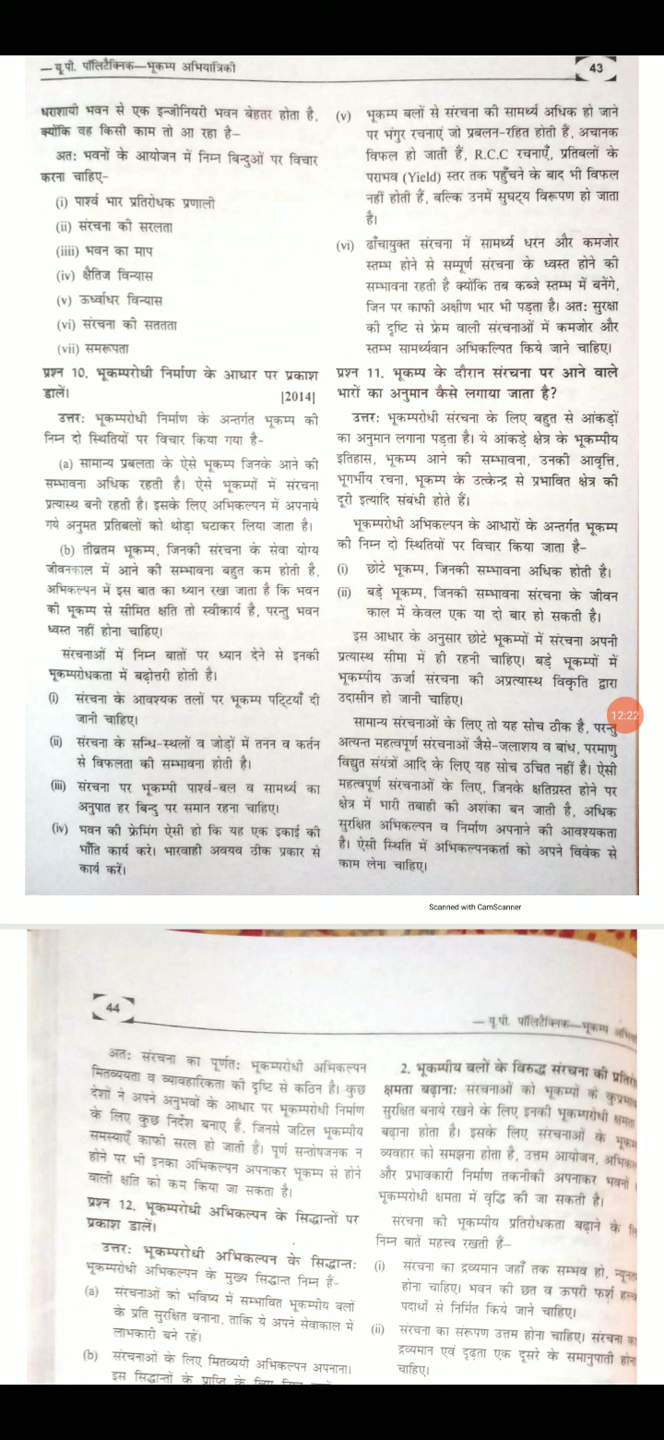 —यू.पी. पॉलिटैक्निक—भूकम्प अभियांत्रिकी
43
धराशायी भवन से एक इन्जीनियरी भवन बेहतर होता है,
क्योंकि वह किसी काम तो आ रहा है–
अतः भवनों के आयोजन में निम्न बिन्दुओं पर विचार
करना चाहिए–
(i) पार्श्व भार प्रतिरोधक प्रणाली
(ii) संरचना की सरलता
(iiii) भवन का माप
(iv) क्षैतिज विन्यास
(v) ऊर्ध्वाधर विन्यास
(vi) संरचना की सततता
(vii) समरूपता
प्रश्न 10. भूकम्परोधी निर्माण के आधार पर प्रकाश
डालें। [2014]
उत्तरः भूकम्परोधी निर्माण के अन्तर्गत भूकम्प की
निम्न दो स्थितियों पर विचार किया गया है–
(a) सामान्य प्रबलता के ऐसे भूकम्प जिनके आने की
सम्भावना अधिक रहती है। ऐसे भूकम्पों में संरचना
प्रत्यास्थ बनी रहती है। इसके लिए अभिकल्पन में अपनाये
गये अनुमत प्रतिबलों को थोड़ा घटाकर लिया जाता है।
(b) तीव्रतम भूकम्प, जिनकी संरचना के सेवा योग्य
जीवनकाल में आने की सम्भावना बहुत कम होती है,
अभिकल्पन में इस बात का ध्यान रखा जाता है कि भवन
की भूकम्प से सीमित क्षति तो स्वीकार्य है, परन्तु भवन
ध्वस्त नहीं होना चाहिए।
संरचनाओं में निम्न बातों पर ध्यान देने से इनकी
भूकम्परोधकता में बढ़ोत्तरी होती है।
(i) संरचना के आवश्यक तलों पर भूकम्प पट्टियाँ दी
जानी चाहिए।
(ii) संरचना के सन्धि-स्थलों व जोड़ों में तनन व कर्तन
से विफलता की सम्भावना होती है।
(iii) संरचना पर भूकम्पी पार्श्व-बल व सामर्थ्य का
अनुपात हर बिन्दु पर समान रहना चाहिए।
(iv) भवन की फ्रेमिंग ऐसी हो कि यह एक इकाई की
भाँति कार्य करे। भारवाही अवयव ठीक प्रकार से
कार्य करें।
(v) भूकम्प बलों से संरचना की सामर्थ्य अधिक हो जाने
पर भंगुर रचनाएं जो प्रबलन-रहित होती हैं, अचानक
विफल हो जाती हैं, R.C.C रचनाएँ, प्रतिबलों के
पराभव (Yield) स्तर तक पहुँचने के बाद भी विफल
नहीं होती हैं, बल्कि उनमें सुघट्य विरूपण हो जाता
है।
(vi) ढाँचायुक्त संरचना में सामर्थ्य धरन और कमजोर
स्तम्भ होने से सम्पूर्ण संरचना के ध्वस्त होने की
सम्भावना रहती है क्योंकि तब कब्जे स्तम्भ में बनेंगे,
जिन पर काफी अक्षीण भार भी पड़ता है। अतः सुरक्षा
की दृष्टि से फ्रेम वाली संरचनाओं में कमजोर और
स्तम्भ सामर्थ्यवान अभिकल्पित किये जाने चाहिए।
प्रश्न 11. भूकम्प के दौरान संरचना पर आने वाले
भारों का अनुमान कैसे लगाया जाता है?
उत्तरः भूकम्परोधी संरचना के लिए बहुत से आंकड़ों
का अनुमान लगाना पड़ता है। ये आंकड़े क्षेत्र के भूकम्पीय
इतिहास, भूकम्प आने की सम्भावना, उनकी आवृत्ति,
भूगर्भीय रचना, भूकम्प के उत्केन्द्र से प्रभावित क्षेत्र की
दूरी इत्यादि संबंधी होते हैं।
भूकम्परोधी अभिकल्पन के आधारों के अन्तर्गत भूकम्प
की निम्न दो स्थितियों पर विचार किया जाता है–
(i) छोटे भूकम्प, जिनकी सम्भावना अधिक होती है।
(ii) बड़े भूकम्प, जिनकी सम्भावना संरचना के जीवन
काल में केवल एक या दो बार हो सकती है।
इस आधार के अनुसार छोटे भूकम्पों में संरचना अपनी
प्रत्यास्थ सीमा में ही रहनी चाहिए। बड़े भूकम्पों में
भूकम्पीय ऊर्जा संरचना की अप्रत्यास्थ विकृति द्वारा
उदासीन हो जानी चाहिए।
12:22
सामान्य संरचनाओं के लिए तो यह सोच ठीक है, परन्तु
अत्यन्त महत्वपूर्ण संरचनाओं जैसे-जलाशय व बांध, परमाणु
विद्युत संयंत्रों आदि के लिए यह सोच उचित नहीं है। ऐसी
महत्वपूर्ण संरचनाओं के लिए, जिनके क्षतिग्रस्त होने पर
क्षेत्र में भारी तबाही की अशंका बन जाती है, अधिक
सुरक्षित अभिकल्पन व निर्माण अपनाने की आवश्यकता
है। ऐसी स्थिति में अभिकल्पनकर्ता को अपने विवेक से
काम लेना चाहिए।
Scanned with CamScanner
44
—यू.पी. पॉलिटैक्निक—भूकम्प
अतः संरचना का पूर्णतः भूकम्परोधी अभिकल्पन
मितव्ययता व व्यावहारिकता की दृष्टि से कठिन है। कुछ
देशों ने अपने अनुभवों के आधार पर भूकम्परोधी निर्माण
के लिए कुछ निर्देश बनाए हैं, जिनसे जटिल भूकम्पीय
समस्याएँ काफी सरल हो जाती हैं। पूर्ण सन्तोषजनक न
होने पर भी इनका अभिकल्पन अपनाकर भूकम्प से होने
वाली क्षति को कम किया जा सकता है।
प्रश्न 12. भूकम्परोधी अभिकल्पन के सिद्धान्तों पर
प्रकाश डालें।
उत्तरः भूकम्परोधी अभिकल्पन के सिद्धान्तः
भूकम्परोधी अभिकल्पन के मुख्य सिद्धान्त निम्न हैं–
(a) संरचनाओं को भविष्य में सम्भावित भूकम्पीय बलों
के प्रति सुरक्षित बनाना, ताकि ये अपने सेवाकाल में
लाभकारी बने रहें।
(b) संरचनाओं के लिए मितव्ययी अभिकल्पन अपनाना।
इस सिद्धान्तों के प्राप्ति के लिए
2. भूकम्पीय बलों के विरुद्ध संरचना की
क्षमता बढ़ानाः संरचनाओं को भूकम्पों के
सुरक्षित बनाये रखने के लिए इनकी भूकम्परोधी क्षमता
बढ़ाना होता है। इसके लिए संरचनाओं के
व्यवहार को समझना होता है, उत्तम आयोजन,
और प्रभावकारी निर्माण तकनीकी अपनाकर भवनों
भूकम्परोधी क्षमता में वृद्धि की जा सकती है।
संरचना की भूकम्पीय प्रतिरोधकता बढ़ाने के
निम्न बातें महत्त्व रखती हैं–
(i) संरचना का द्रव्यमान जहाँ तक सम्भव हो,
होना चाहिए। भवन की छत व ऊपरी फर्श
पदार्थों से निर्मित किये जाने चाहिए।
(ii) संरचना का संरूपण उत्तम होना चाहिए। संरचना
द्रव्यमान एवं दृढ़ता एक दूसरे के समानुपाती
चाहिए।